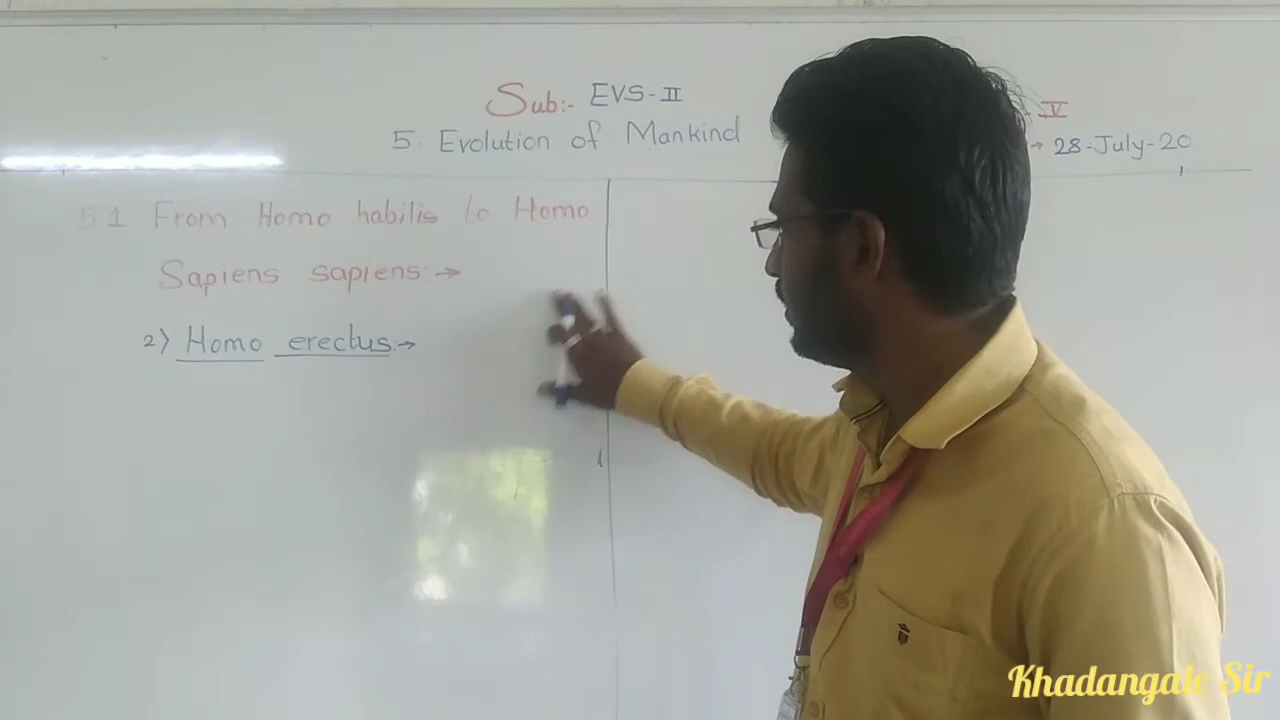 Sub:- EVS-II
V
5. Evolution of Mankind
28-July-20
5.1 From Homo habilis to Homo
Sapiens sapiens:→
2) Homo erectus:→
Khadangale Sir